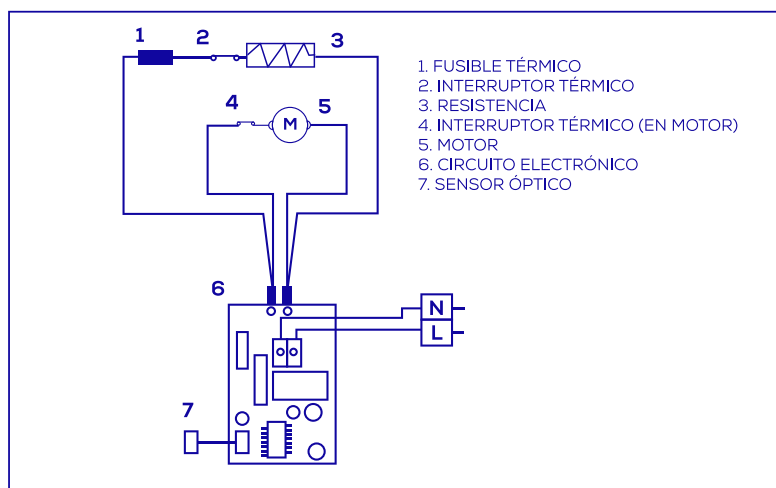 1
2
3
4
M
5
1. FUSIBLE TÉRMICO
2. INTERRUPTOR TÉRMICO
3. RESISTENCIA
4. INTERRUPTOR TÉRMICO (EN MOTOR)
5. MOTOR
6. CIRCUITO ELECTRÓNICO
7. SENSOR ÓPTICO
6
N
L
7